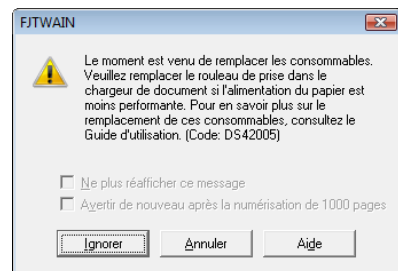 FJTWAIN
Le moment est venu de remplacer les consommables.
Veuillez remplacer le rouleau de prise dans le
chargeur de document si l'alimentation du papier est
moins performante. Pour en savoir plus sur le
remplacement de ces consommables, consultez le
Guide d'utilisation. (Code: DS42005)
Ne plus réafficher ce message
Avertir de nouveau après la numérisation de 1000 pages
Ignorer
Annuler
Aide